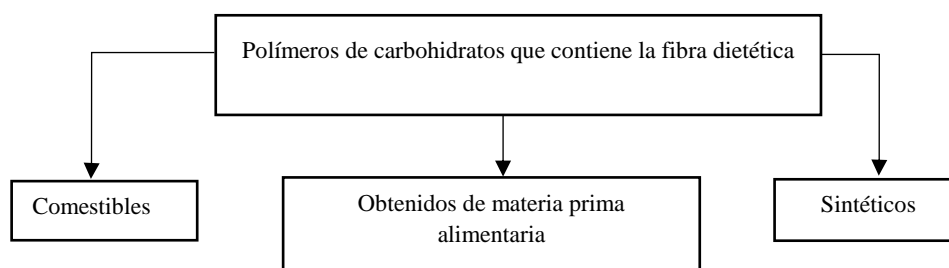 Polímeros de carbohidratos que contiene la fibra dietética
Comestibles
Obtenidos de materia prima
alimentaria
Sintéticos